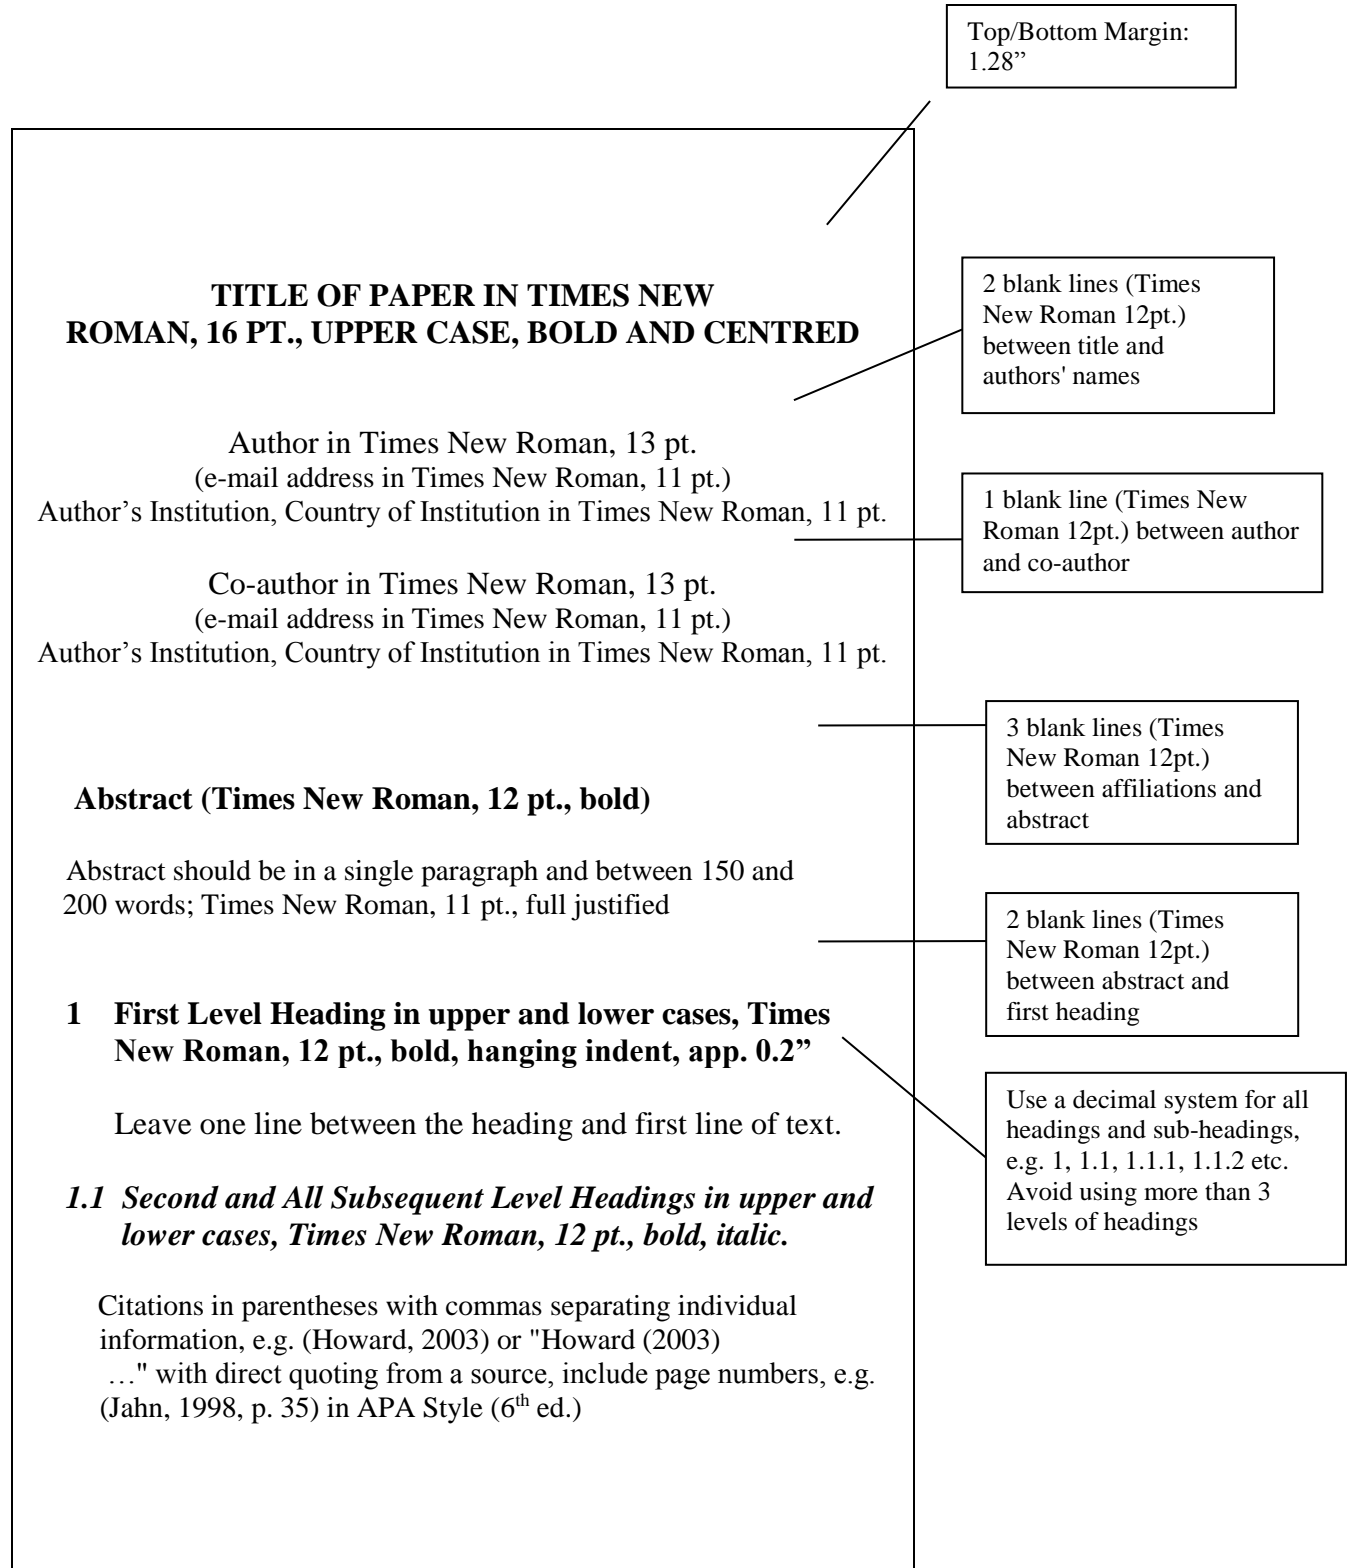 Top/Bottom Margin:
1.28”
TITLE OF PAPER IN TIMES NEW
ROMAN, 16 PT., UPPER CASE, BOLD AND CENTRED
2 blank lines (Times
New Roman 12pt.)
between title and
authors' names
Author in Times New Roman, 13 pt.
(e-mail address in Times New Roman, 11 pt.)
Author’s Institution, Country of Institution in Times New Roman, 11 pt.
1 blank line (Times New
Roman 12pt.) between author
and co-author
Co-author in Times New Roman, 13 pt.
(e-mail address in Times New Roman, 11 pt.)
Author’s Institution, Country of Institution in Times New Roman, 11 pt.
3 blank lines (Times
New Roman 12pt.)
between affiliations and
abstract
Abstract (Times New Roman, 12 pt., bold)
Abstract should be in a single paragraph and between 150 and
200 words; Times New Roman, 11 pt., full justified
2 blank lines (Times
New Roman 12pt.)
between abstract and
first heading
1 First Level Heading in upper and lower cases, Times
New Roman, 12 pt., bold, hanging indent, app. 0.2”
Leave one line between the heading and first line of text.
Use a decimal system for all
headings and sub-headings,
e.g. 1, 1.1, 1.1.1, 1.1.2 etc.
Avoid using more than 3
levels of headings
1.1 Second and All Subsequent Level Headings in upper and
lower cases, Times New Roman, 12 pt., bold, italic.
Citations in parentheses with commas separating individual
information, e.g. (Howard, 2003) or "Howard (2003)
…" with direct quoting from a source, include page numbers, e.g.
(Jahn, 1998, p. 35) in APA Style (6th ed.)